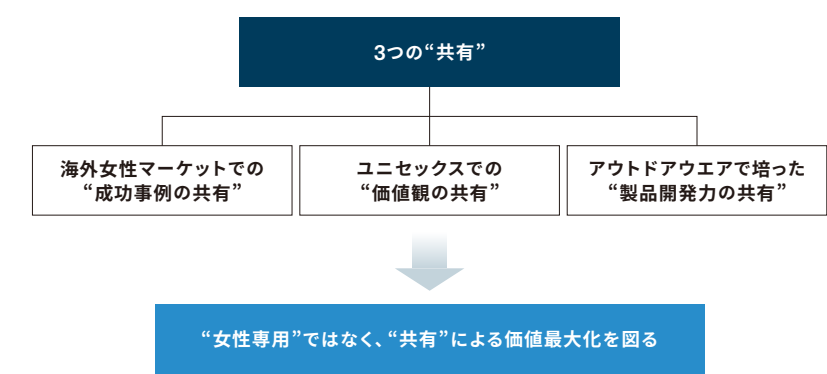 3つの“共有”
海外女性マーケットでの
“成功事例の共有”
ユニセックスでの
“価値観の共有”
アウトドアウエアで培った
“製品開発力の共有”
“女性専用”ではなく、“共有”による価値最大化を図る